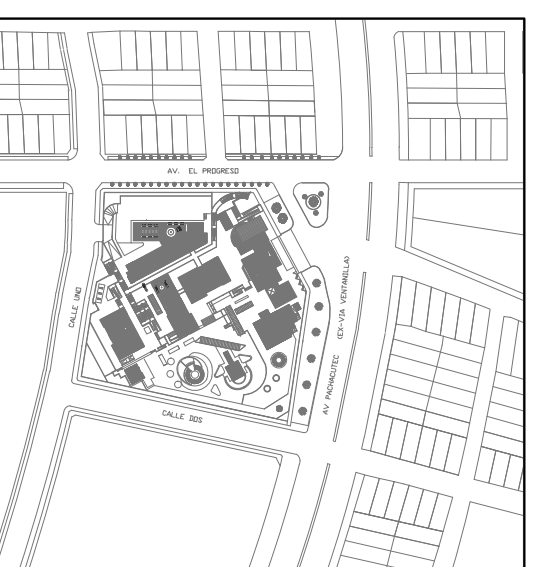 AV. EL PROGRESO
CALLE UNO
AV PACHACUTEC (EX-VIA VENTANILLA)
CALLE DOS